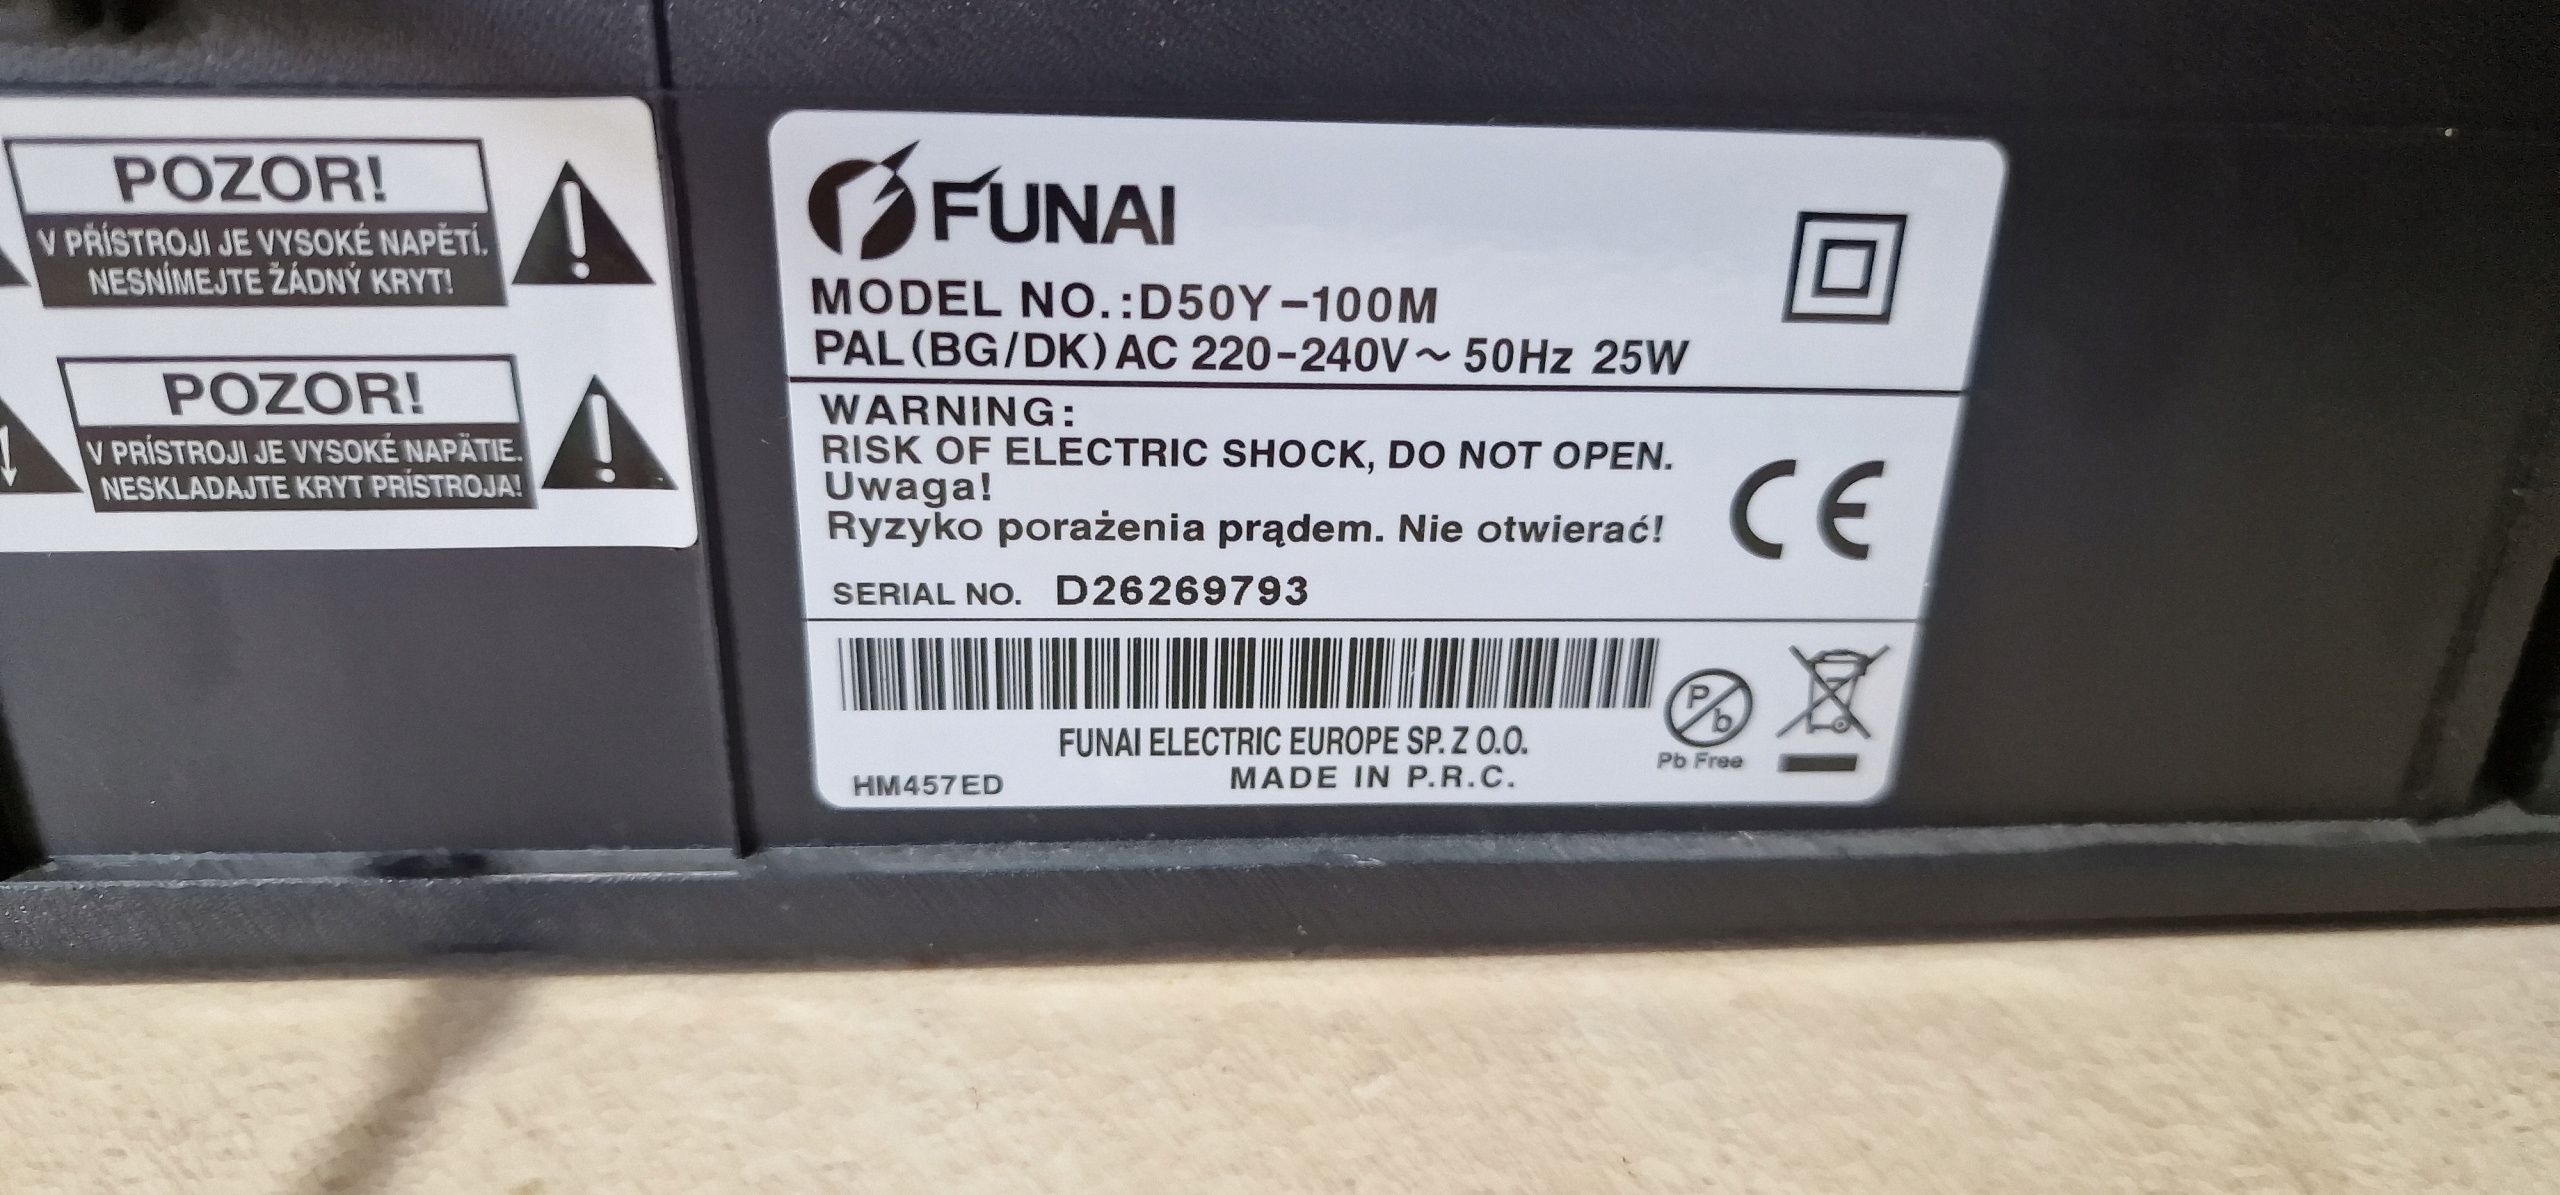 POZOR!
V PŘÍSTROJI JE VYSOKÉ NAPĚTÍ.
NESNÍMEJTE ŽÁDNÝ KRYT!
POZOR!
V PRÍSTROJI JE VYSOKÉ NAPÄTIE.
NESKLADAJTE KRYT PRÍSTROJA!
FUNAI
MODEL NO.:D50Y-100M
PAL(BG/DK) AC 220-240V~ 50Hz 25W
WARNING:
RISK OF ELECTRIC SHOCK, DO NOT OPEN.
Uwaga!
Ryzyko porażenia prądem. Nie otwierać!
CE
SERIAL NO. D26269793
Pb
Pb Free
FUNAI ELECTRIC EUROPE SP. Z O.O.
HM457ED MADE IN P.R.C.